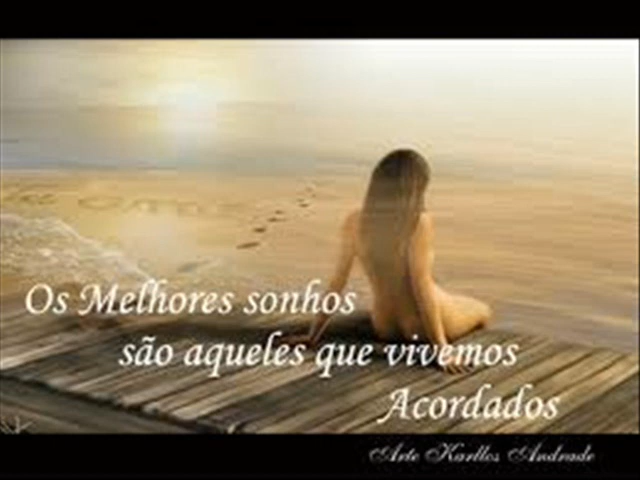 Os Melhores sonhos
são aqueles que vivemos
Acordados
Arte Karllos Andrade